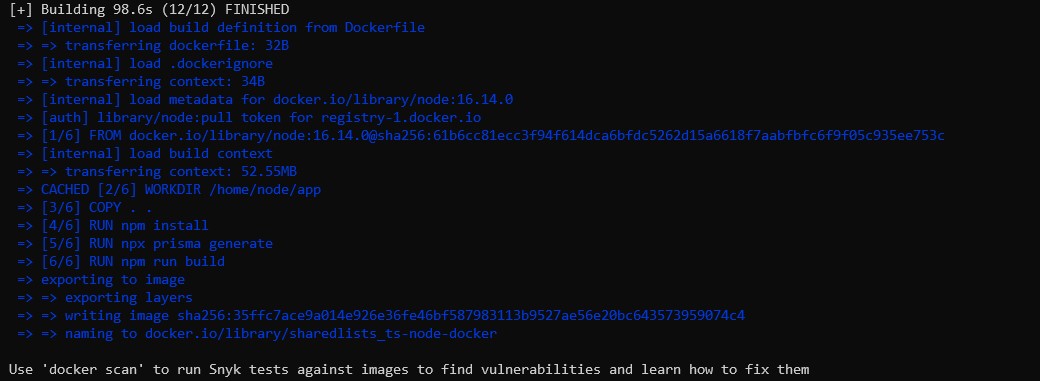 [+] Building 98.6s (12/12) FINISHED
=> [internal] load build definition from Dockerfile
=> => transferring dockerfile: 32B
=> [internal] load .dockerignore
=> => transferring context: 34B
=> [internal] load metadata for docker.io/library/node:16.14.0
=> [auth] library/node:pull token for registry-1.docker.io
=> [1/6] FROM docker.io/library/node:16.14.0@sha256:61b6cc81ecc3f94f614dca6bfdc5262d15a6618f7aabfbfc6f9f05c935ee753c
=> [internal] load build context
=> => transferring context: 52.55MB
=> CACHED [2/6] WORKDIR /home/node/app
=> [3/6] COPY . .
=> [4/6] RUN npm install
=> [5/6] RUN npx prisma generate
=> [6/6] RUN npm run build
=> exporting to image
=> => exporting layers
=> => writing image sha256:35ffc7ace9a014e926e36fe46bf587983113b9527ae56e20bc643573959074c4
=> => naming to docker.io/library/sharedlists_ts-node-docker
Use 'docker scan' to run Snyk tests against images to find vulnerabilities and learn how to fix them